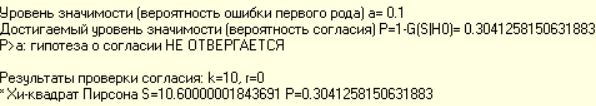 Уровень значимости (вероятность ошибки первого рода) a= 0.1
Достигаемый уровень значимости (вероятность согласия) P=1-G(S|H0)= 0.3041258150631883
P>a: гипотеза о согласии НЕ ОТВЕРГАЕТСЯ
Результаты проверки согласия: k=10, r=0
*Хи-квадрат Пирсона S=10.60000001843691 P=0.3041258150631883